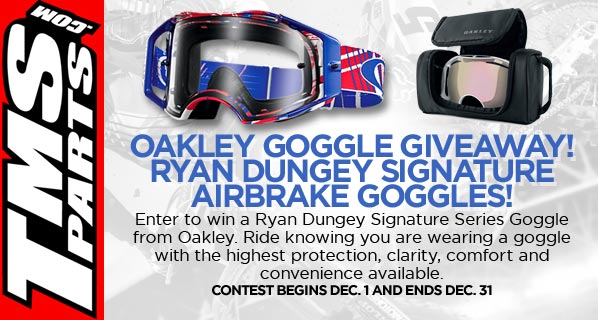 TMS
PARTS
.COM
OAKLEY
OAKLEY GOGGLE GIVEAWAY!
RYAN DUNGEY SIGNATURE
AIRBRAKE GOGGLES!
Enter to win a Ryan Dungey Signature Series Goggle
from Oakley. Ride knowing you are wearing a goggle
with the highest protection, clarity, comfort and
convenience available.
CONTEST BEGINS DEC. 1 AND ENDS DEC. 31